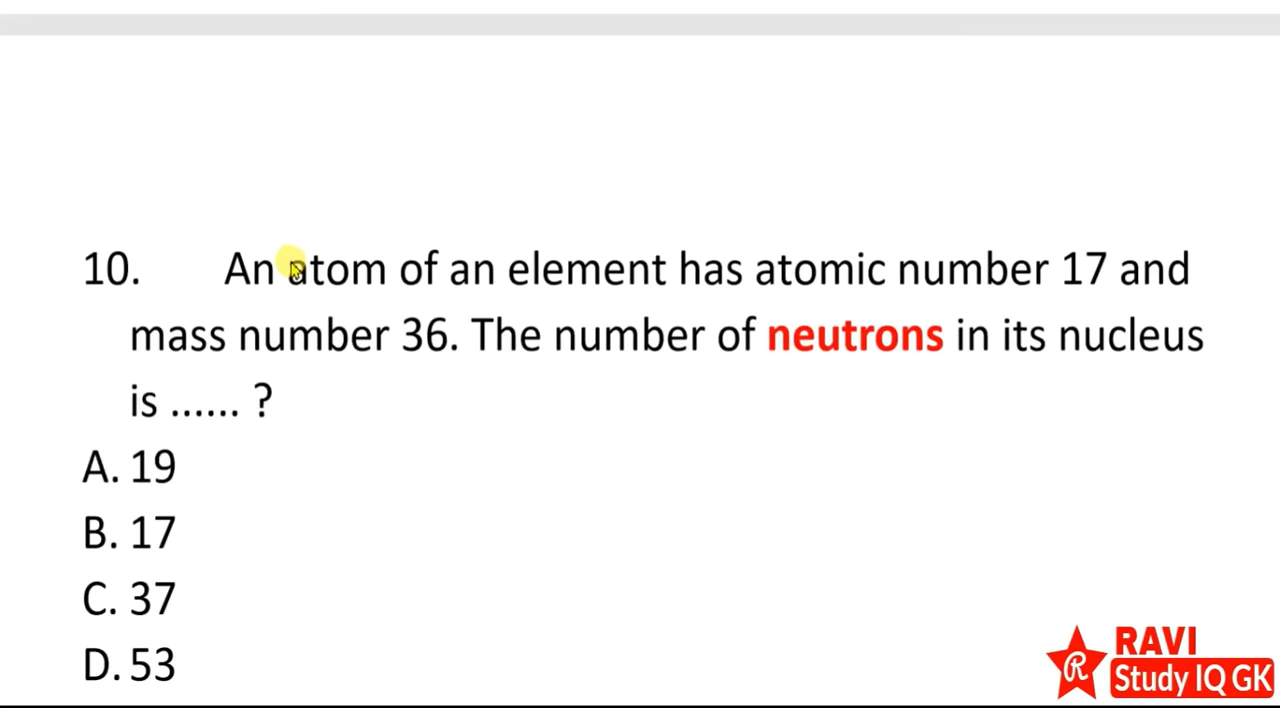 10. An atom of an element has atomic number 17 and
mass number 36. The number of neutrons in its nucleus
is ...... ?
A. 19
B. 17
C. 37
D. 53
R RAVI
Study IQ GK